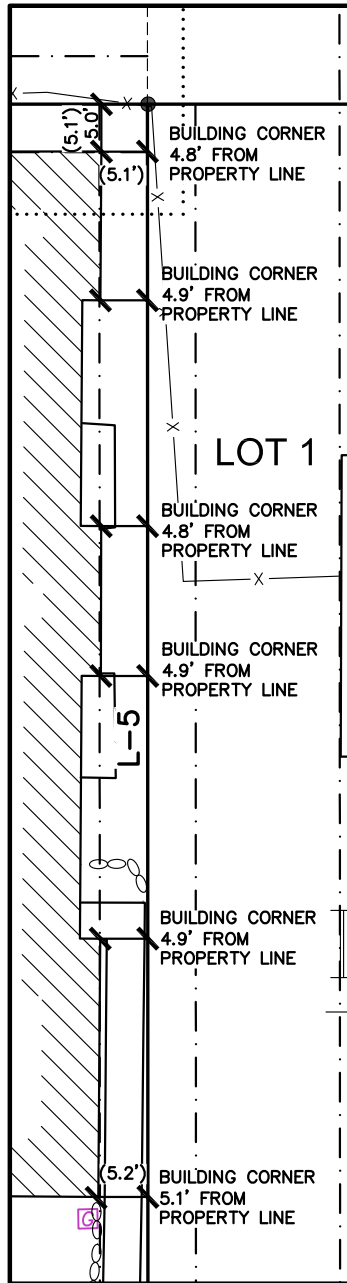 (5.1')
5.0'
BUILDING CORNER
4.8' FROM
PROPERTY LINE
(5.1')
X
X
X
BUILDING CORNER
4.9' FROM
PROPERTY LINE
X
LOT 1
BUILDING CORNER
4.8' FROM
PROPERTY LINE
X
BUILDING CORNER
4.9' FROM
PROPERTY LINE
L-5
BUILDING CORNER
4.9' FROM
PROPERTY LINE
(5.2')
BUILDING CORNER
5.1' FROM
PROPERTY LINE
G